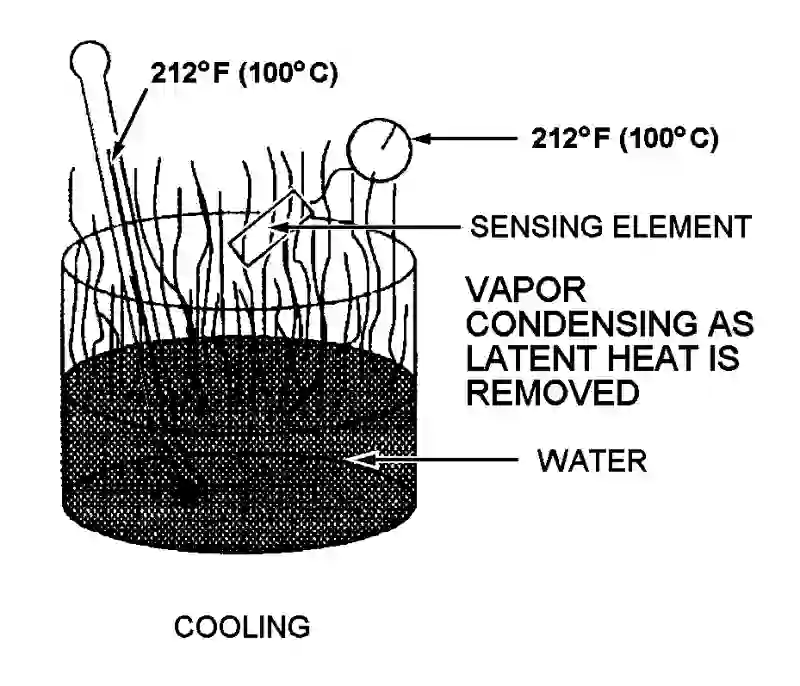 212°F (100°C)
212°F (100°C)
SENSING ELEMENT
VAPOR
CONDENSING AS
LATENT HEAT IS
REMOVED
WATER
COOLING